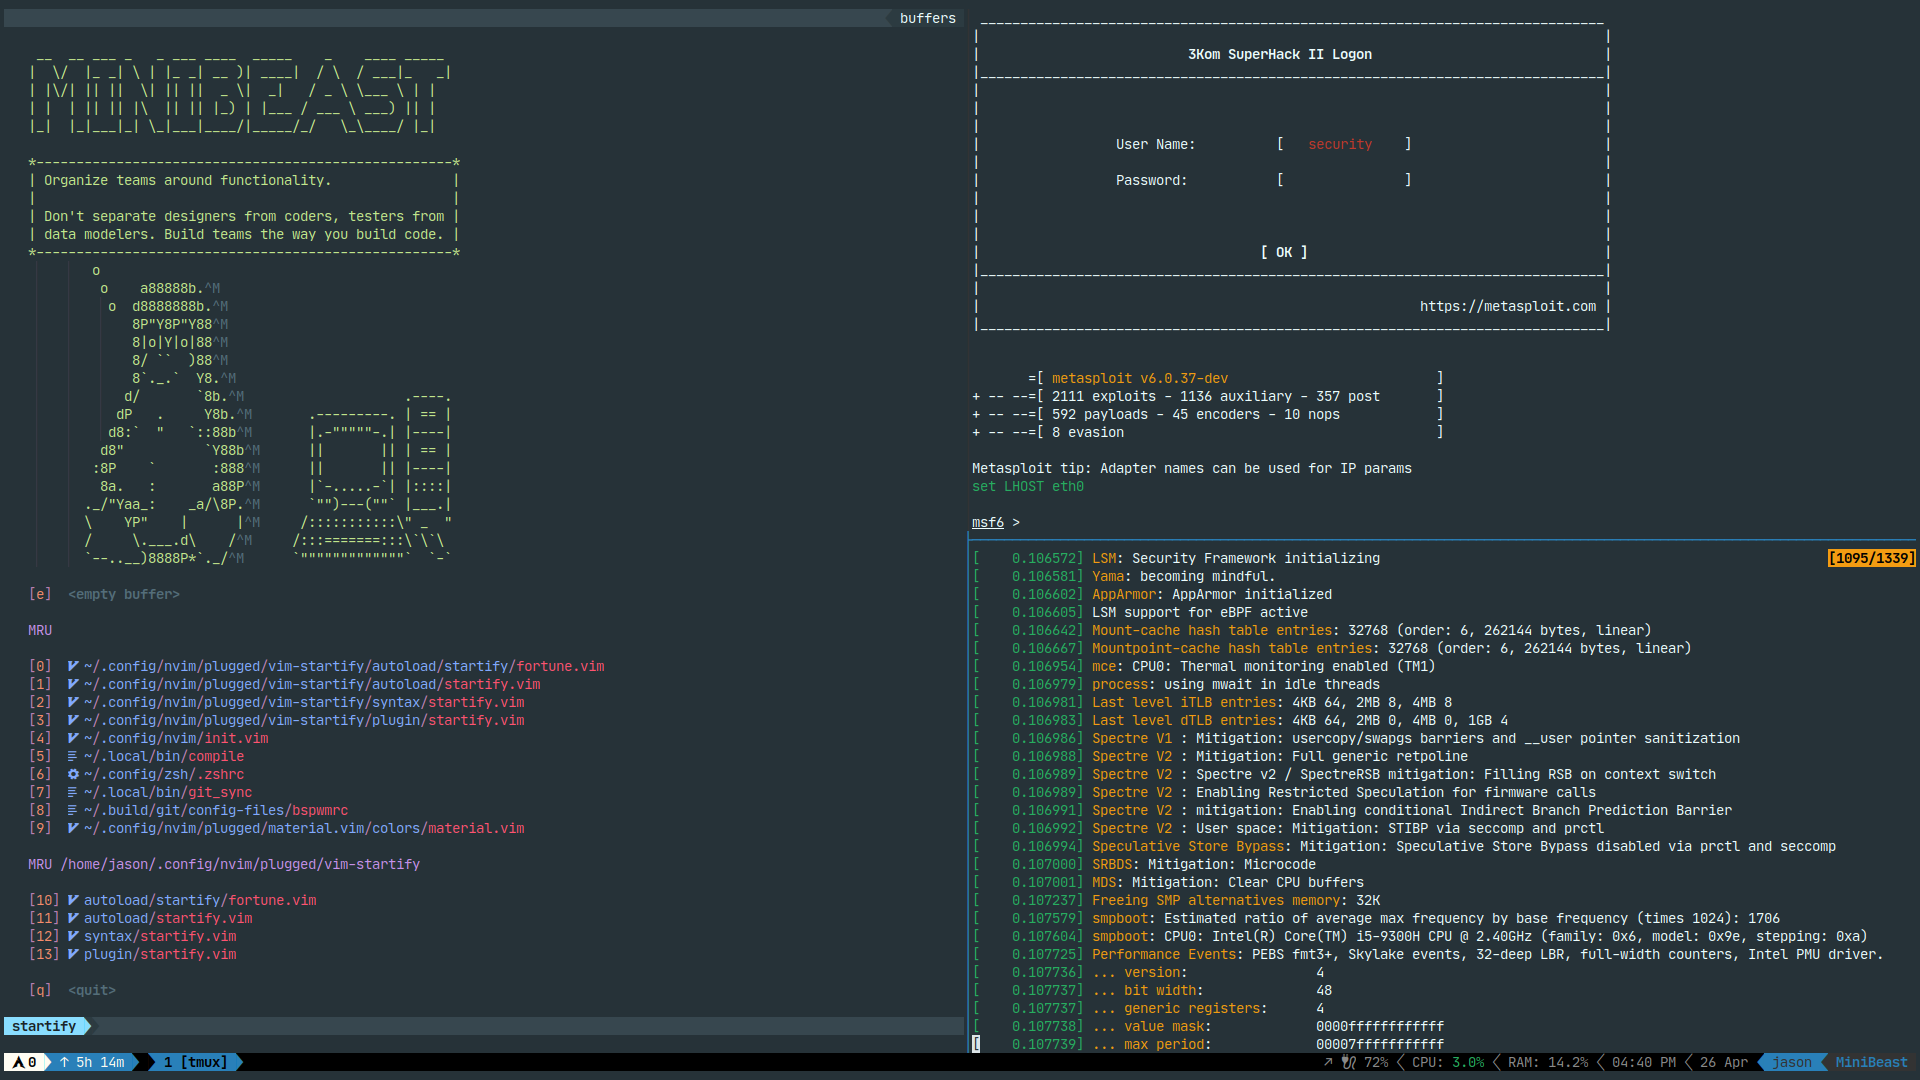 buffers
MINIBEAST
Organize teams around functionality.
Don't separate designers from coders, testers from
data modelers. Build teams the way you build code.
o
o    a88888b.^M
o  d8888888b.^M
8P"Y8P"Y88^M
8|o|Y|o|88^M
8/ ``  )88^M
8`._.`  Y8.^M
d/       `8b.^M                    .----.
dP   .     Y8b.^M       .---------. | == |
d8:`  "   `::88b^M       |.-"""""-.| |----|
d8"          `Y88b^M      ||       || | == |
:8P    `       :888^M      ||       || |----|
8a.   :       a88P^M      |`-.....-`| |::::|
._/"Yaa_:    _a/\8P.^M      `"")---(""` |___.|
\    YP"    |      |^M     /:::::::::::\" _  "
/     \.___.d\    /^M     /:::=======:::\`\`\
`--..__)8888P*`._/^M      `"""""""""""""`  `-`
[e]  <empty buffer>
MRU
[0]  ~/.config/nvim/plugged/vim-startify/autoload/startify/fortune.vim
[1]  ~/.config/nvim/plugged/vim-startify/autoload/startify.vim
[2]  ~/.config/nvim/plugged/vim-startify/syntax/startify.vim
[3]  ~/.config/nvim/plugged/vim-startify/plugin/startify.vim
[4]  ~/.config/nvim/init.vim
[5]  ~/.local/bin/compile
[6]  ~/.config/zsh/.zshrc
[7]  ~/.local/bin/git_sync
[8]  ~/.build/git/config-files/bspwmrc
[9]  ~/.config/nvim/plugged/material.vim/colors/material.vim
MRU /home/jason/.config/nvim/plugged/vim-startify
[10] autoload/startify/fortune.vim
[11] autoload/startify.vim
[12] syntax/startify.vim
[13] plugin/startify.vim
[q]  <quit>
startify
3Kom SuperHack II Logon
User Name:          [   security    ]
Password:           [               ]
[ OK ]
https://metasploit.com
=[ metasploit v6.0.37-dev                          ]
+ -- --=[ 2111 exploits - 1136 auxiliary - 357 post       ]
+ -- --=[ 592 payloads - 45 encoders - 10 nops            ]
+ -- --=[ 8 evasion                                       ]
Metasploit tip: Adapter names can be used for IP params
set LHOST eth0
msf6 >
[    0.106572] LSM: Security Framework initializing [1095/1339]
[    0.106581] Yama: becoming mindful.
[    0.106602] AppArmor: AppArmor initialized
[    0.106605] LSM support for eBPF active
[    0.106642] Mount-cache hash table entries: 32768 (order: 6, 262144 bytes, linear)
[    0.106667] Mountpoint-cache hash table entries: 32768 (order: 6, 262144 bytes, linear)
[    0.106954] mce: CPU0: Thermal monitoring enabled (TM1)
[    0.106979] process: using mwait in idle threads
[    0.106981] Last level iTLB entries: 4KB 64, 2MB 8, 4MB 8
[    0.106983] Last level dTLB entries: 4KB 64, 2MB 0, 4MB 0, 1GB 4
[    0.106986] Spectre V1 : Mitigation: usercopy/swapgs barriers and __user pointer sanitization
[    0.106988] Spectre V2 : Mitigation: Full generic retpoline
[    0.106989] Spectre V2 : Spectre v2 / SpectreRSB mitigation: Filling RSB on context switch
[    0.106989] Spectre V2 : Enabling Restricted Speculation for firmware calls
[    0.106991] Spectre V2 : mitigation: Enabling conditional Indirect Branch Prediction Barrier
[    0.106992] Spectre V2 : User space: Mitigation: STIBP via seccomp and prctl
[    0.106994] Speculative Store Bypass: Mitigation: Speculative Store Bypass disabled via prctl and seccomp
[    0.107000] SRBDS: Mitigation: Microcode
[    0.107001] MDS: Mitigation: Clear CPU buffers
[    0.107237] Freeing SMP alternatives memory: 32K
[    0.107579] smpboot: Estimated ratio of average max frequency by base frequency (times 1024): 1706
[    0.107604] smpboot: CPU0: Intel(R) Core(TM) i5-9300H CPU @ 2.40GHz (family: 0x6, model: 0x9e, stepping: 0xa)
[    0.107725] Performance Events: PEBS fmt3+, Skylake events, 32-deep LBR, full-width counters, Intel PMU driver.
[    0.107736] ... version:                4
[    0.107737] ... bit width:              48
[    0.107737] ... generic registers:      4
[    0.107738] ... value mask:             0000ffffffffffff
[    0.107739] ... max period:             00007fffffffffff
0 ↑ 5h 14m 1 [tmux] ↗ 72% CPU: 3.0% RAM: 14.2% 04:40 PM 26 Apr jason MiniBeast